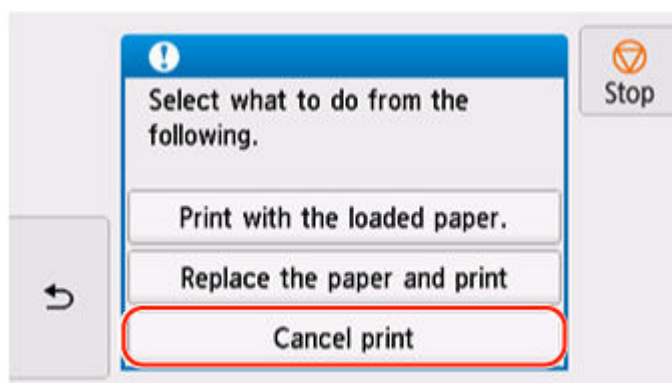 Select what to do from the
following.
Stop
Print with the loaded paper.
Replace the paper and print
Cancel print